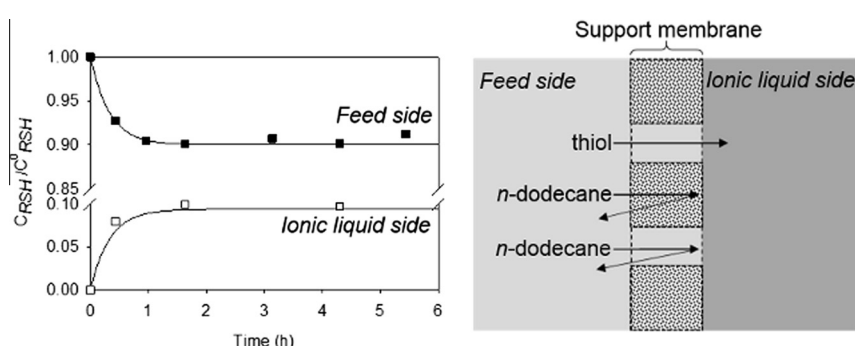 C_RSH /C⁰_RSH
1.00
0.95
0.90
0.85
0.10
0.05
0.00
0
1
2
3
4
5
6
Time (h)
Feed side
Ionic liquid side
Support membrane
Feed side
Ionic liquid side
thiol
n-dodecane
n-dodecane